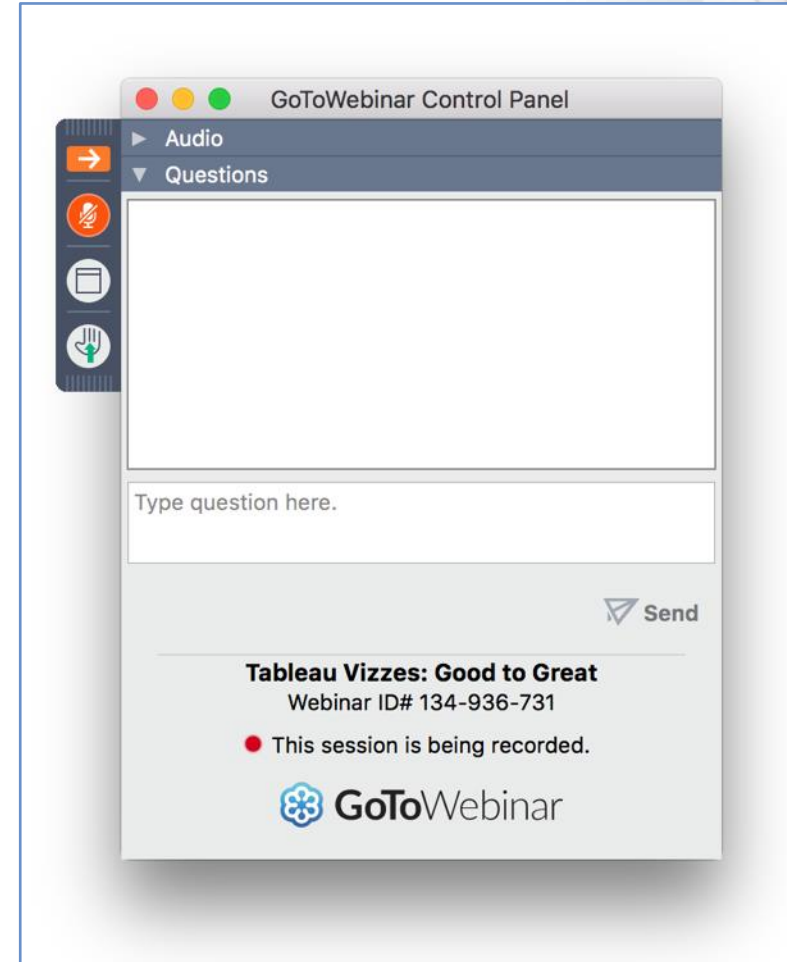 GoToWebinar Control Panel
Audio
Questions
Type question here.
Send
Tableau Vizzes: Good to Great
Webinar ID# 134-936-731
This session is being recorded.
GoToWebinar